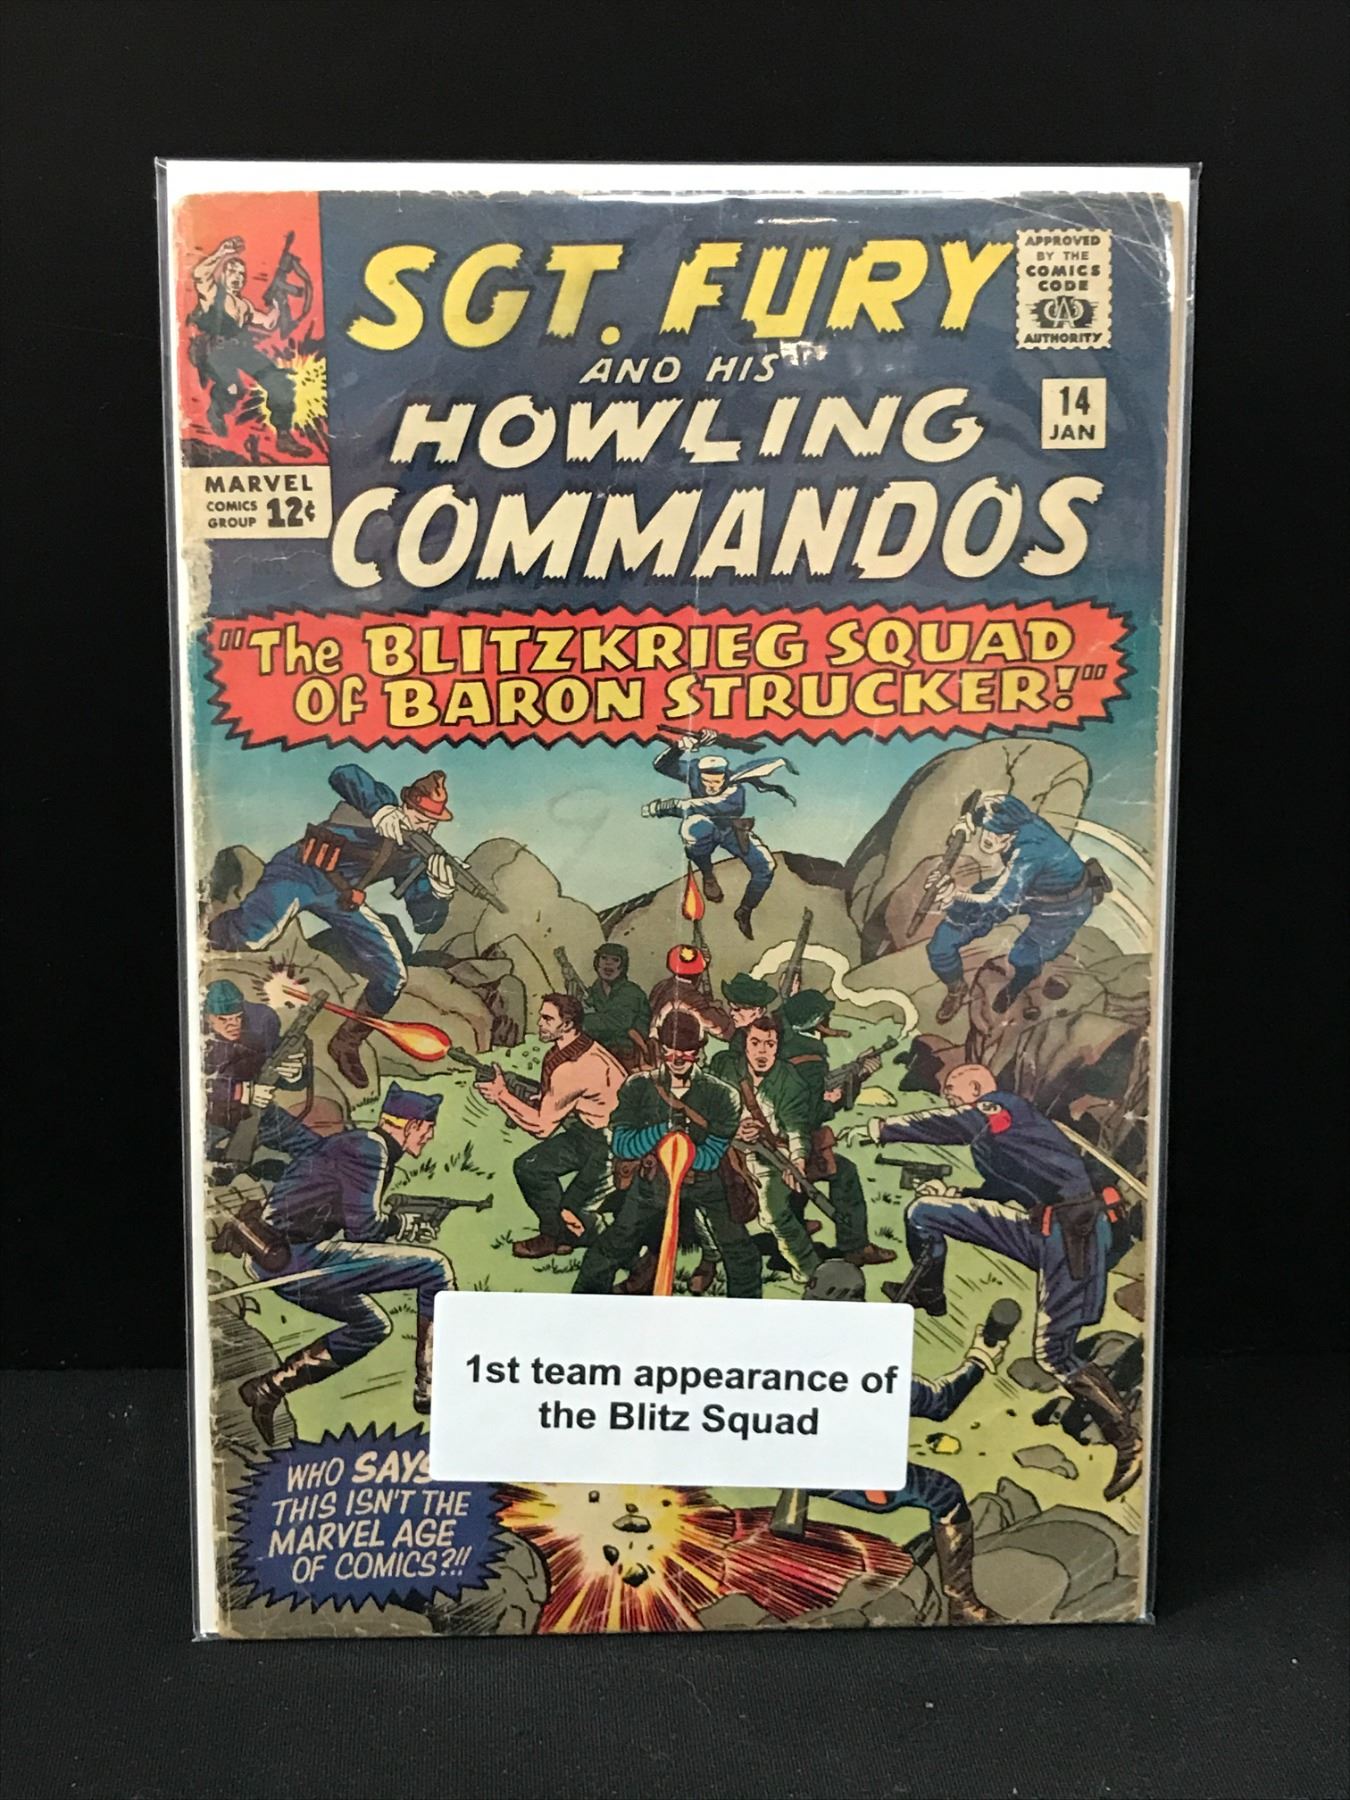 SGT. FURY
AND HIS
HOWLING
COMMANDOS
APPROVED
BY THE
COMICS
CODE
CA
AUTHORITY
14
JAN
MARVEL
COMICS
GROUP 12¢
"The BLITZKRIEG SQUAD
OF BARON STRUCKER!"
1st team appearance of
the Blitz Squad
WHO SAYS
THIS ISN'T THE
MARVEL AGE
OF COMICS?!!